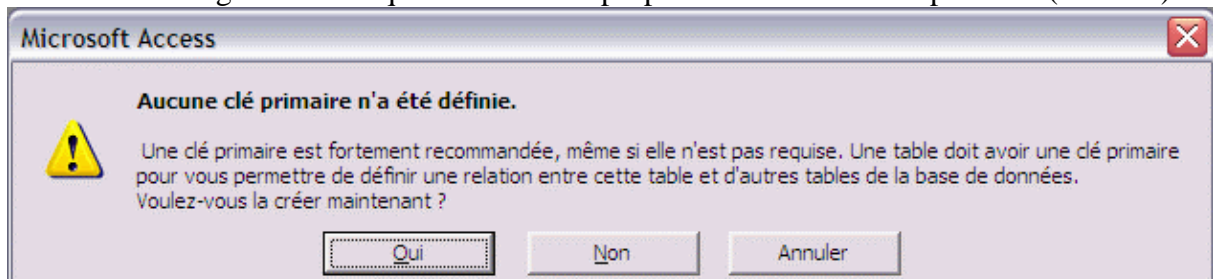 Microsoft Access
Aucune clé primaire n'a été définie.
Une clé primaire est fortement recommandée, même si elle n'est pas requise. Une table doit avoir une clé primaire
pour vous permettre de définir une relation entre cette table et d'autres tables de la base de données.
Voulez-vous la créer maintenant ?
Oui Non Annuler